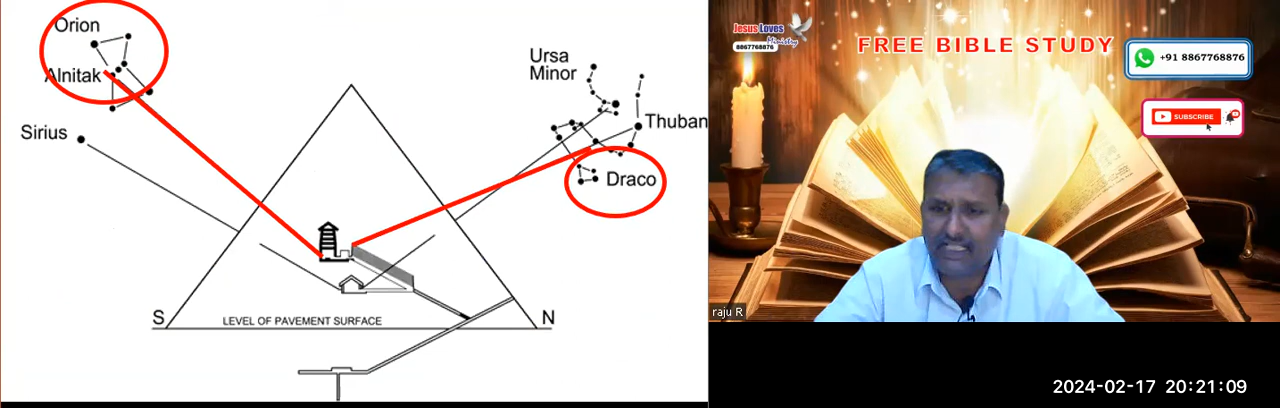 Orion
Alnitak
Sirius
Ursa
Minor
Thuban
Draco
S
LEVEL OF PAVEMENT SURFACE
N
Jesus Loves
Ministry
8867768876
FREE BIBLE STUDY
+91 8867768876
SUBSCRIBE
raju R
2024-02-17 20:21:09